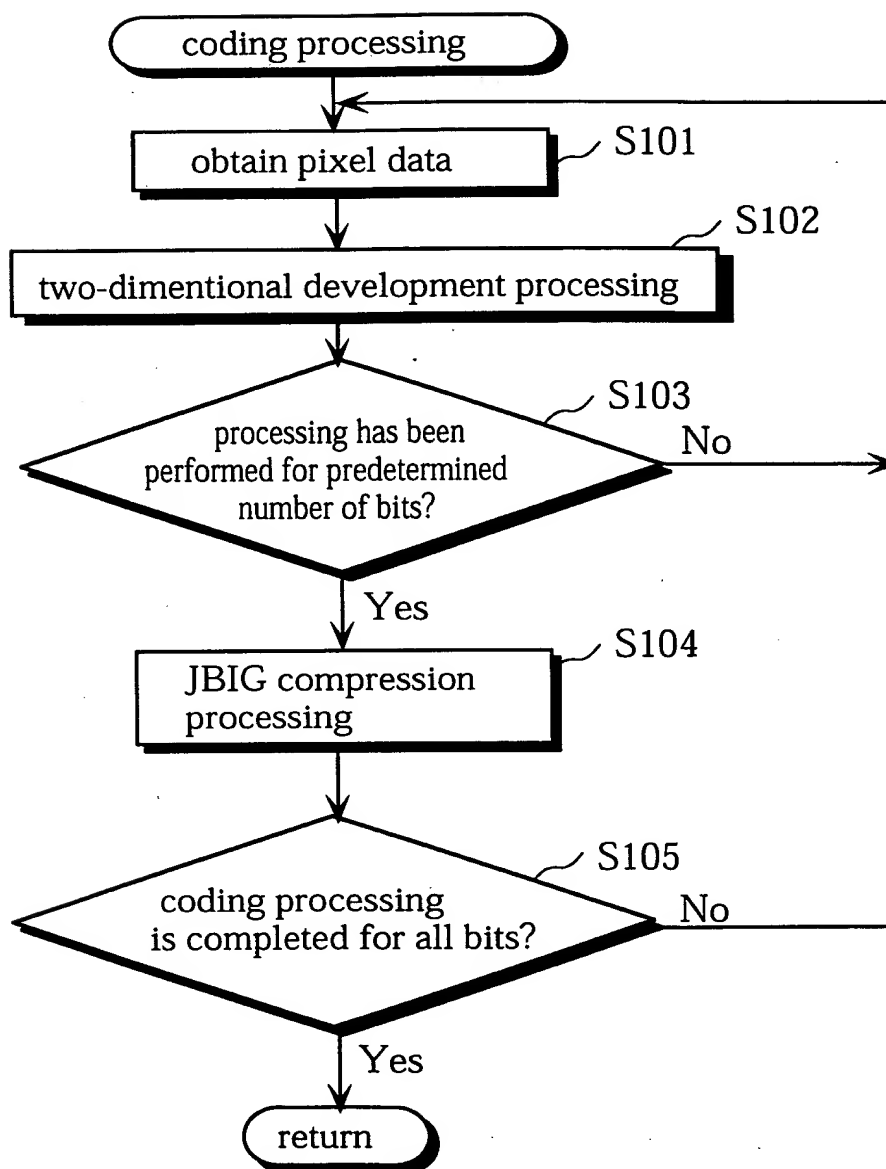 coding processing
obtain pixel data
S101
S102
two-dimentional development processing
S103
processing has been
performed for predetermined
number of bits?
No
Yes
S104
JBIG compression
processing
S105
coding processing
is completed for all bits?
No
Yes
return